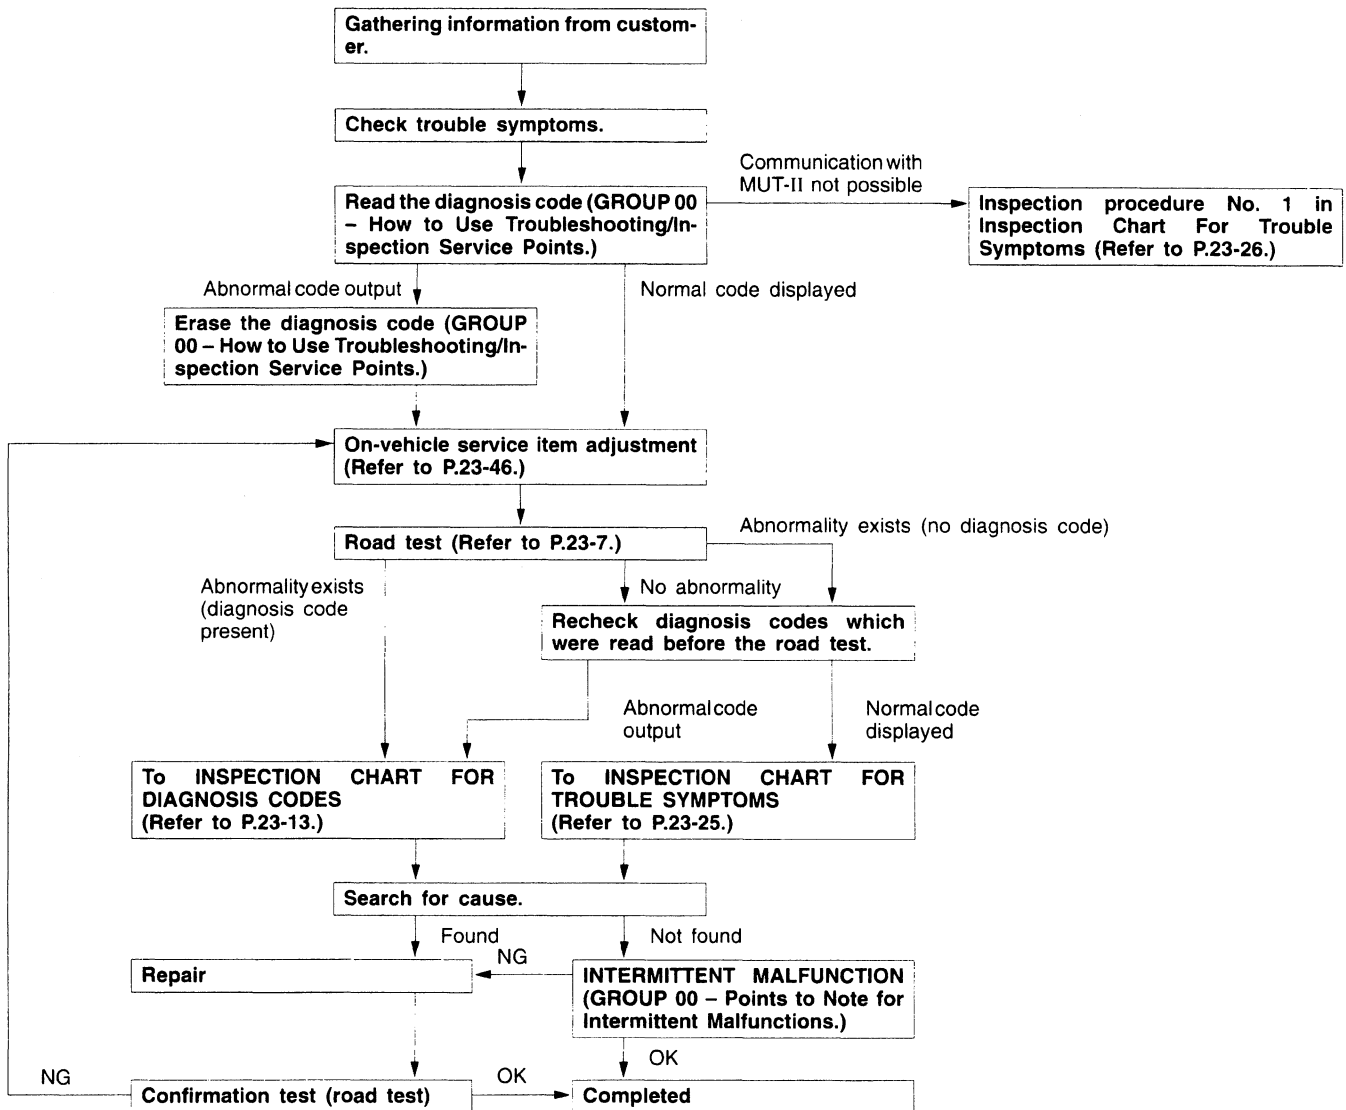 Gathering information from custom-
er.
Check trouble symptoms.
Communication with
MUT-II not possible
Read the diagnosis code (GROUP 00
– How to Use Troubleshooting/In-
spection Service Points.)
Inspection procedure No. 1 in
Inspection Chart For Trouble
Symptoms (Refer to P.23-26.)
Abnormal code output
Normal code displayed
Erase the diagnosis code (GROUP
00 – How to Use Troubleshooting/In-
spection Service Points.)
On-vehicle service item adjustment
(Refer to P.23-46.)
Abnormality exists (no diagnosis code)
Road test (Refer to P.23-7.)
Abnormality exists
(diagnosis code
present)
No abnormality
Recheck diagnosis codes which
were read before the road test.
Abnormal code
output
Normal code
displayed
To INSPECTION CHART FOR
DIAGNOSIS CODES
(Refer to P.23-13.)
To INSPECTION CHART FOR
TROUBLE SYMPTOMS
(Refer to P.23-25.)
Search for cause.
Found
Not found
NG
Repair
INTERMITTENT MALFUNCTION
(GROUP 00 – Points to Note for
Intermittent Malfunctions.)
OK
NG
Confirmation test (road test)
OK
Completed